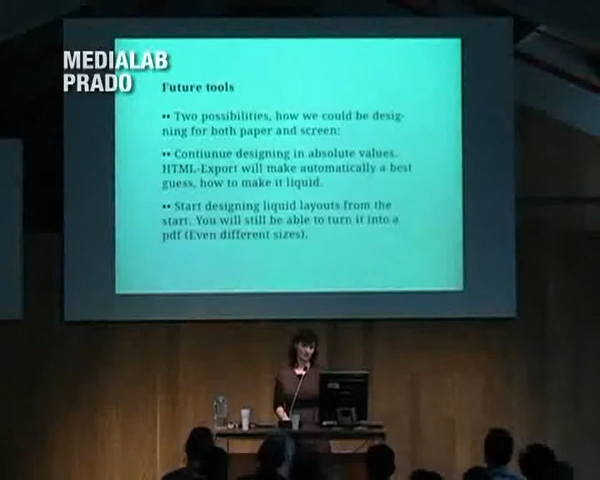 MEDIALAB
PRADO
Future tools
•• Two possibilities, how we could be desig-
ning for both paper and screen:
•• Contiunue designing in absolute values.
HTML-Export will make automatically a best
guess, how to make it liquid.
•• Start designing liquid layouts from the
start. You will still be able to turn it into a
pdf (Even different sizes).